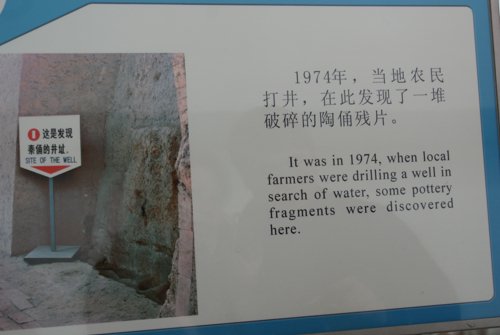 这是发现
秦俑的井址.
SITE OF THE WELL
1974年，当地农民
打井，在此发现了一堆
破碎的陶俑残片。
It was in 1974, when local
farmers were drilling a well in
search of water, some pottery
fragments were discovered
here.